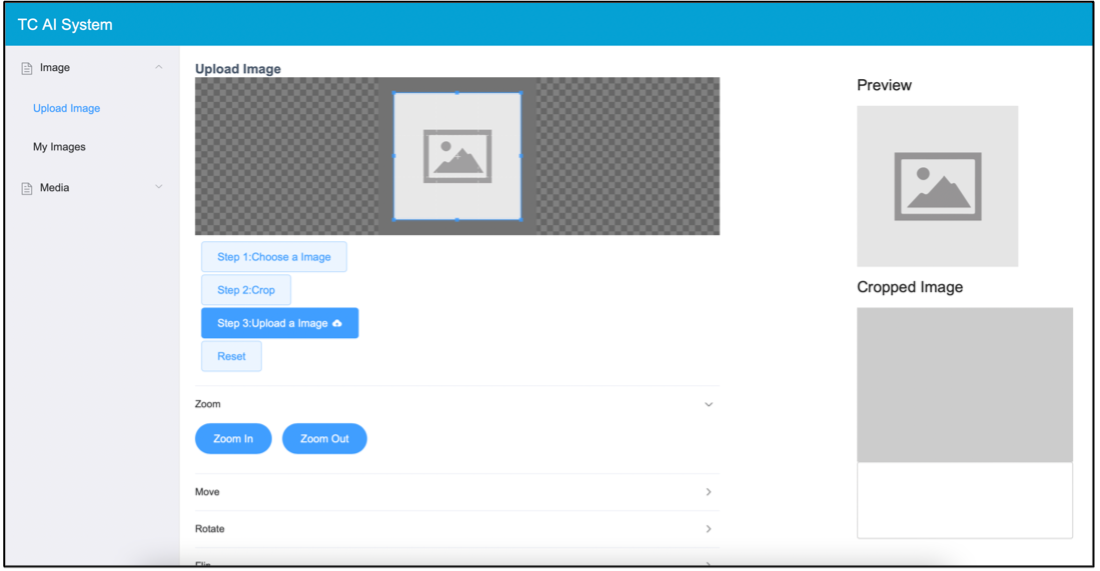 TC AI System
Image
Upload Image
My Images
Media
Upload Image
Step 1:Choose a Image
Step 2:Crop
Step 3:Upload a Image
Reset
Zoom
Zoom In
Zoom Out
Move
Rotate
Flip
Preview
Cropped Image